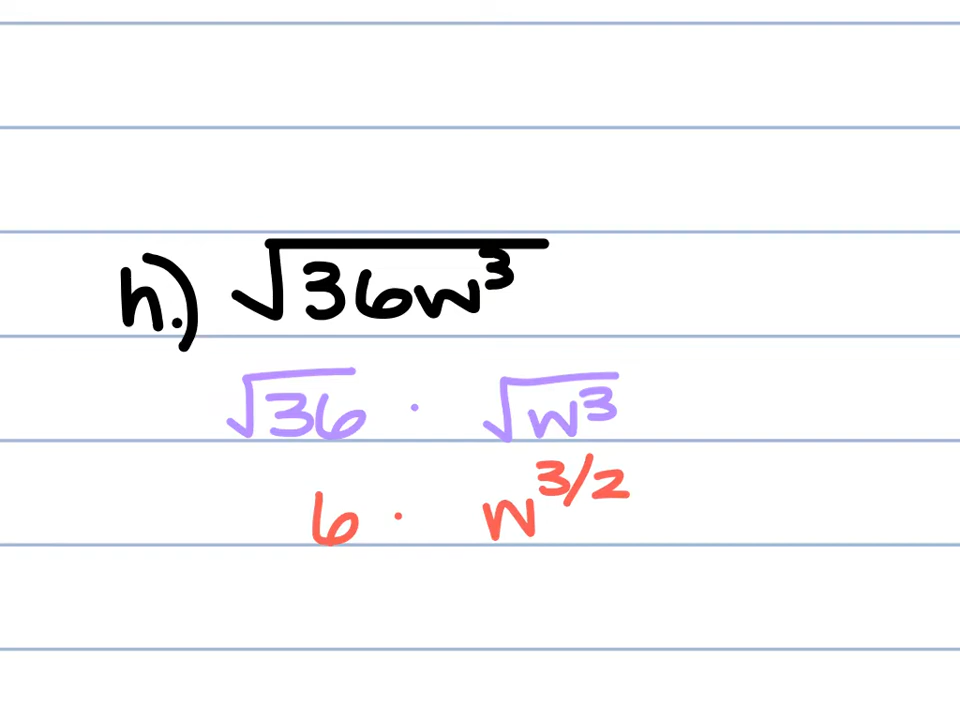 h.) √36w³
√36 · √w³
6 · w^3/2